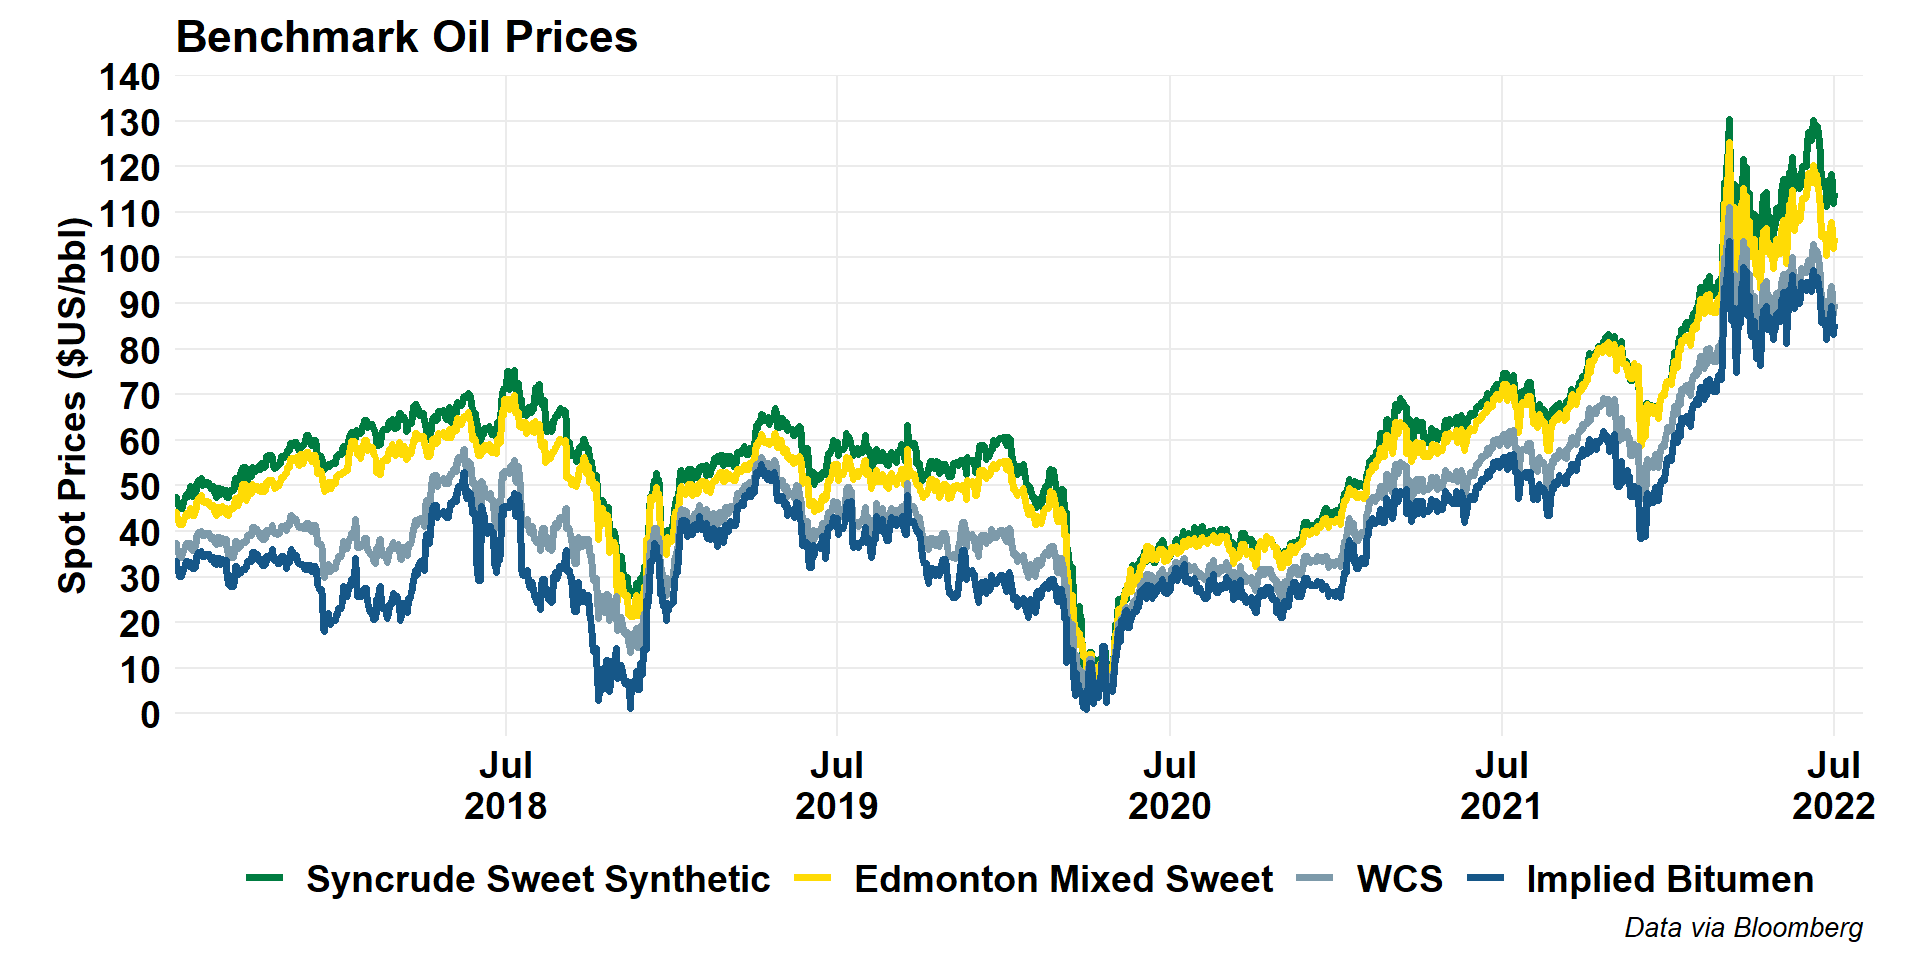 Benchmark Oil Prices
Spot Prices ($US/bbl)
140
130
120
110
100
90
80
70
60
50
40
30
20
10
0
Jul 2018
Jul 2019
Jul 2020
Jul 2021
Jul 2022
Syncrude Sweet Synthetic
Edmonton Mixed Sweet
WCS
Implied Bitumen
Data via Bloomberg